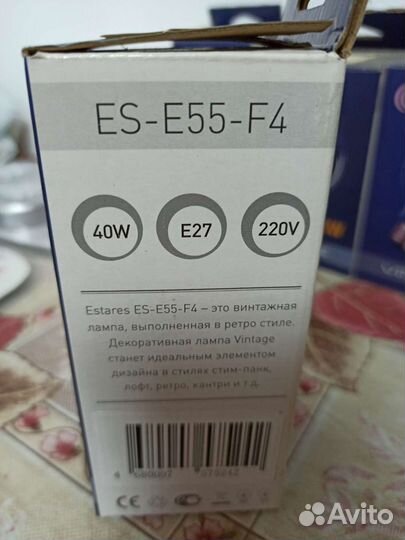 ES-E55-F4
40W E27 220V
Estares ES-E55-F4 – это винтажная
лампа, выполненная в ретро стиле.
Декоративная лампа Vintage
станет идеальным элементом
дизайна в стилях стим-панк,
лофт, ретро, кантри и т.д.
CE
Avito